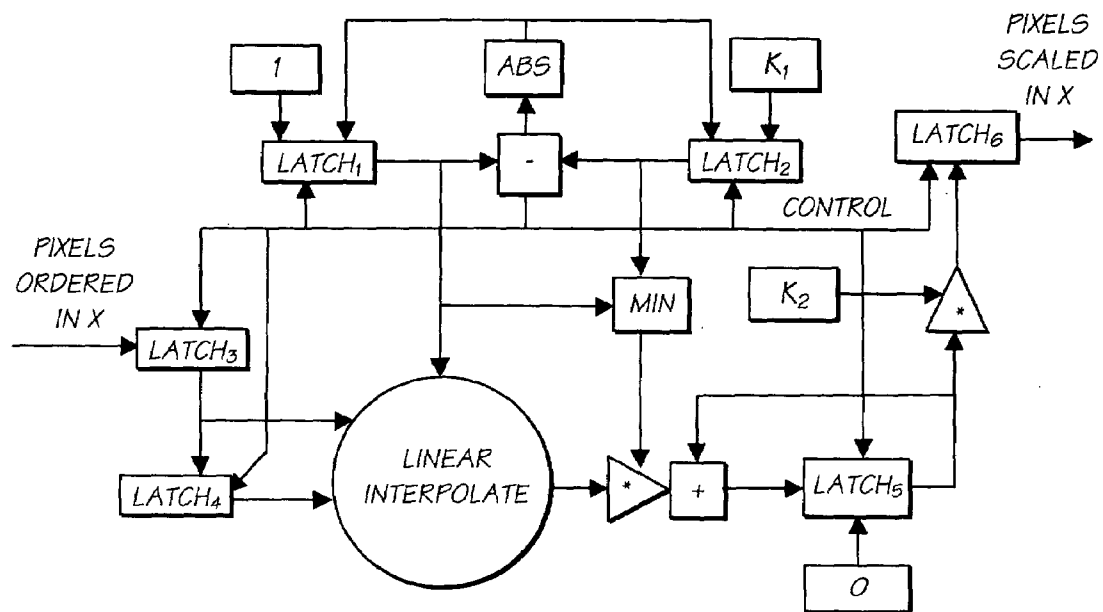 PIXELS
SCALED
IN X
1
ABS
K₁
LATCH₁
-
LATCH₂
LATCH₆
CONTROL
PIXELS
ORDERED
IN X
MIN
K₂
*
LATCH₃
LINEAR
INTERPOLATE
LATCH₄
*
+
LATCH₅
0